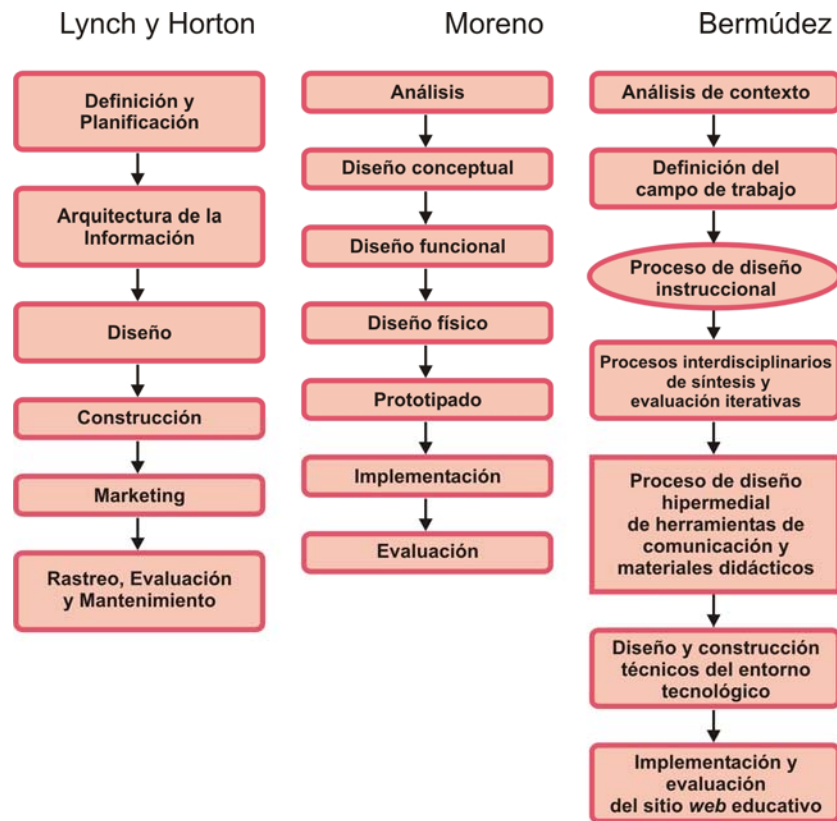 Lynch y Horton
Definición y
Planificación
Arquitectura de la
Información
Diseño
Construcción
Marketing
Rastreo, Evaluación
y Mantenimiento
Moreno
Análisis
Diseño conceptual
Diseño funcional
Diseño físico
Prototipado
Implementación
Evaluación
Bermúdez
Análisis de contexto
Definición del
campo de trabajo
Proceso de diseño
instruccional
Procesos interdisciplinarios
de síntesis y
evaluación iterativas
Proceso de diseño
hipermedial
de herramientas de
comunicación y
materiales didácticos
Diseño y construcción
técnicos del entorno
tecnológico
Implementación y
evaluación
del sitio web educativo